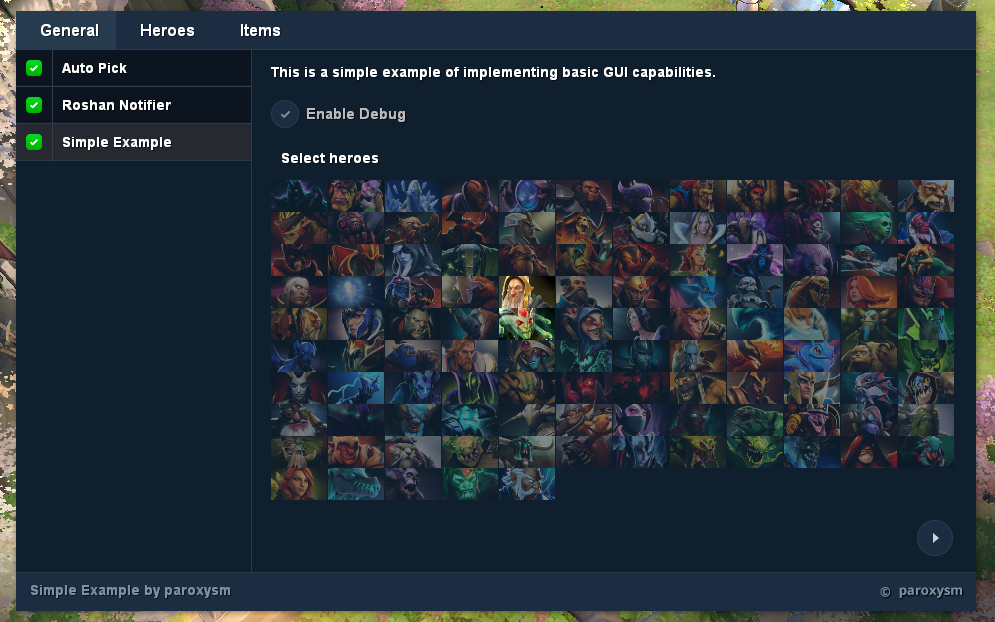 General Heroes Items
Auto Pick
Roshan Notifier
Simple Example
This is a simple example of implementing basic GUI capabilities.
Enable Debug
Select heroes
Simple Example by paroxysm
© paroxysm